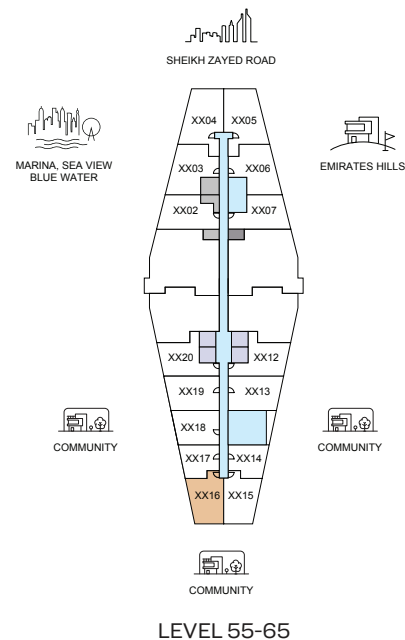 SHEIKH ZAYED ROAD
XX04 XX05
MARINA, SEA VIEW
BLUE WATER
EMIRATES HILLS
XX03 XX06
XX02 XX07
XX20 XX12
XX19 XX13
XX18
COMMUNITY
COMMUNITY
XX17 XX14
XX16 XX15
COMMUNITY
LEVEL 55-65